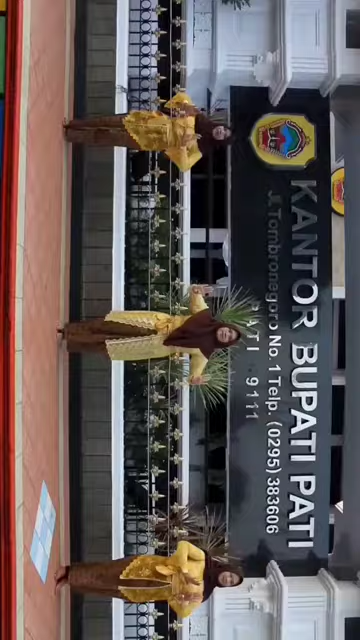 KANTOR BUPATI PATI
Jl. Tombronegoro No. 1 Telp. (0295) 383606
PATI 59111